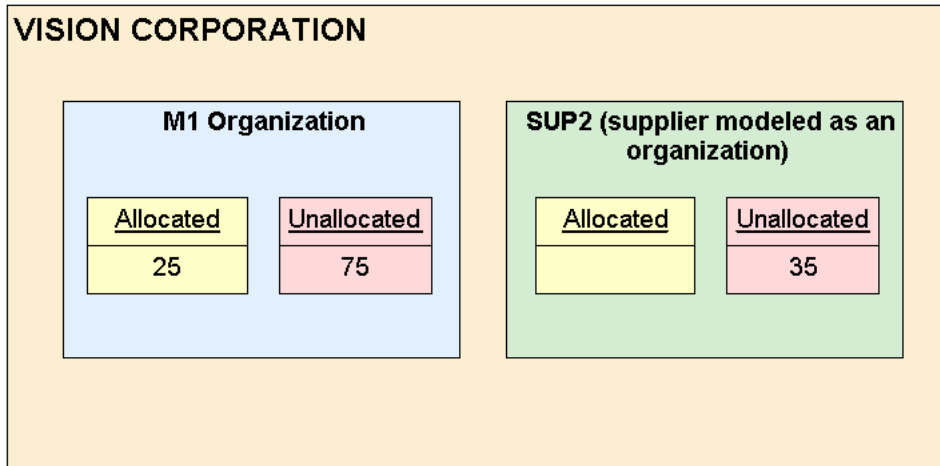 VISION CORPORATION
M1 Organization
Allocated
Unallocated
25
75
SUP2 (supplier modeled as an
organization)
Allocated
Unallocated
35